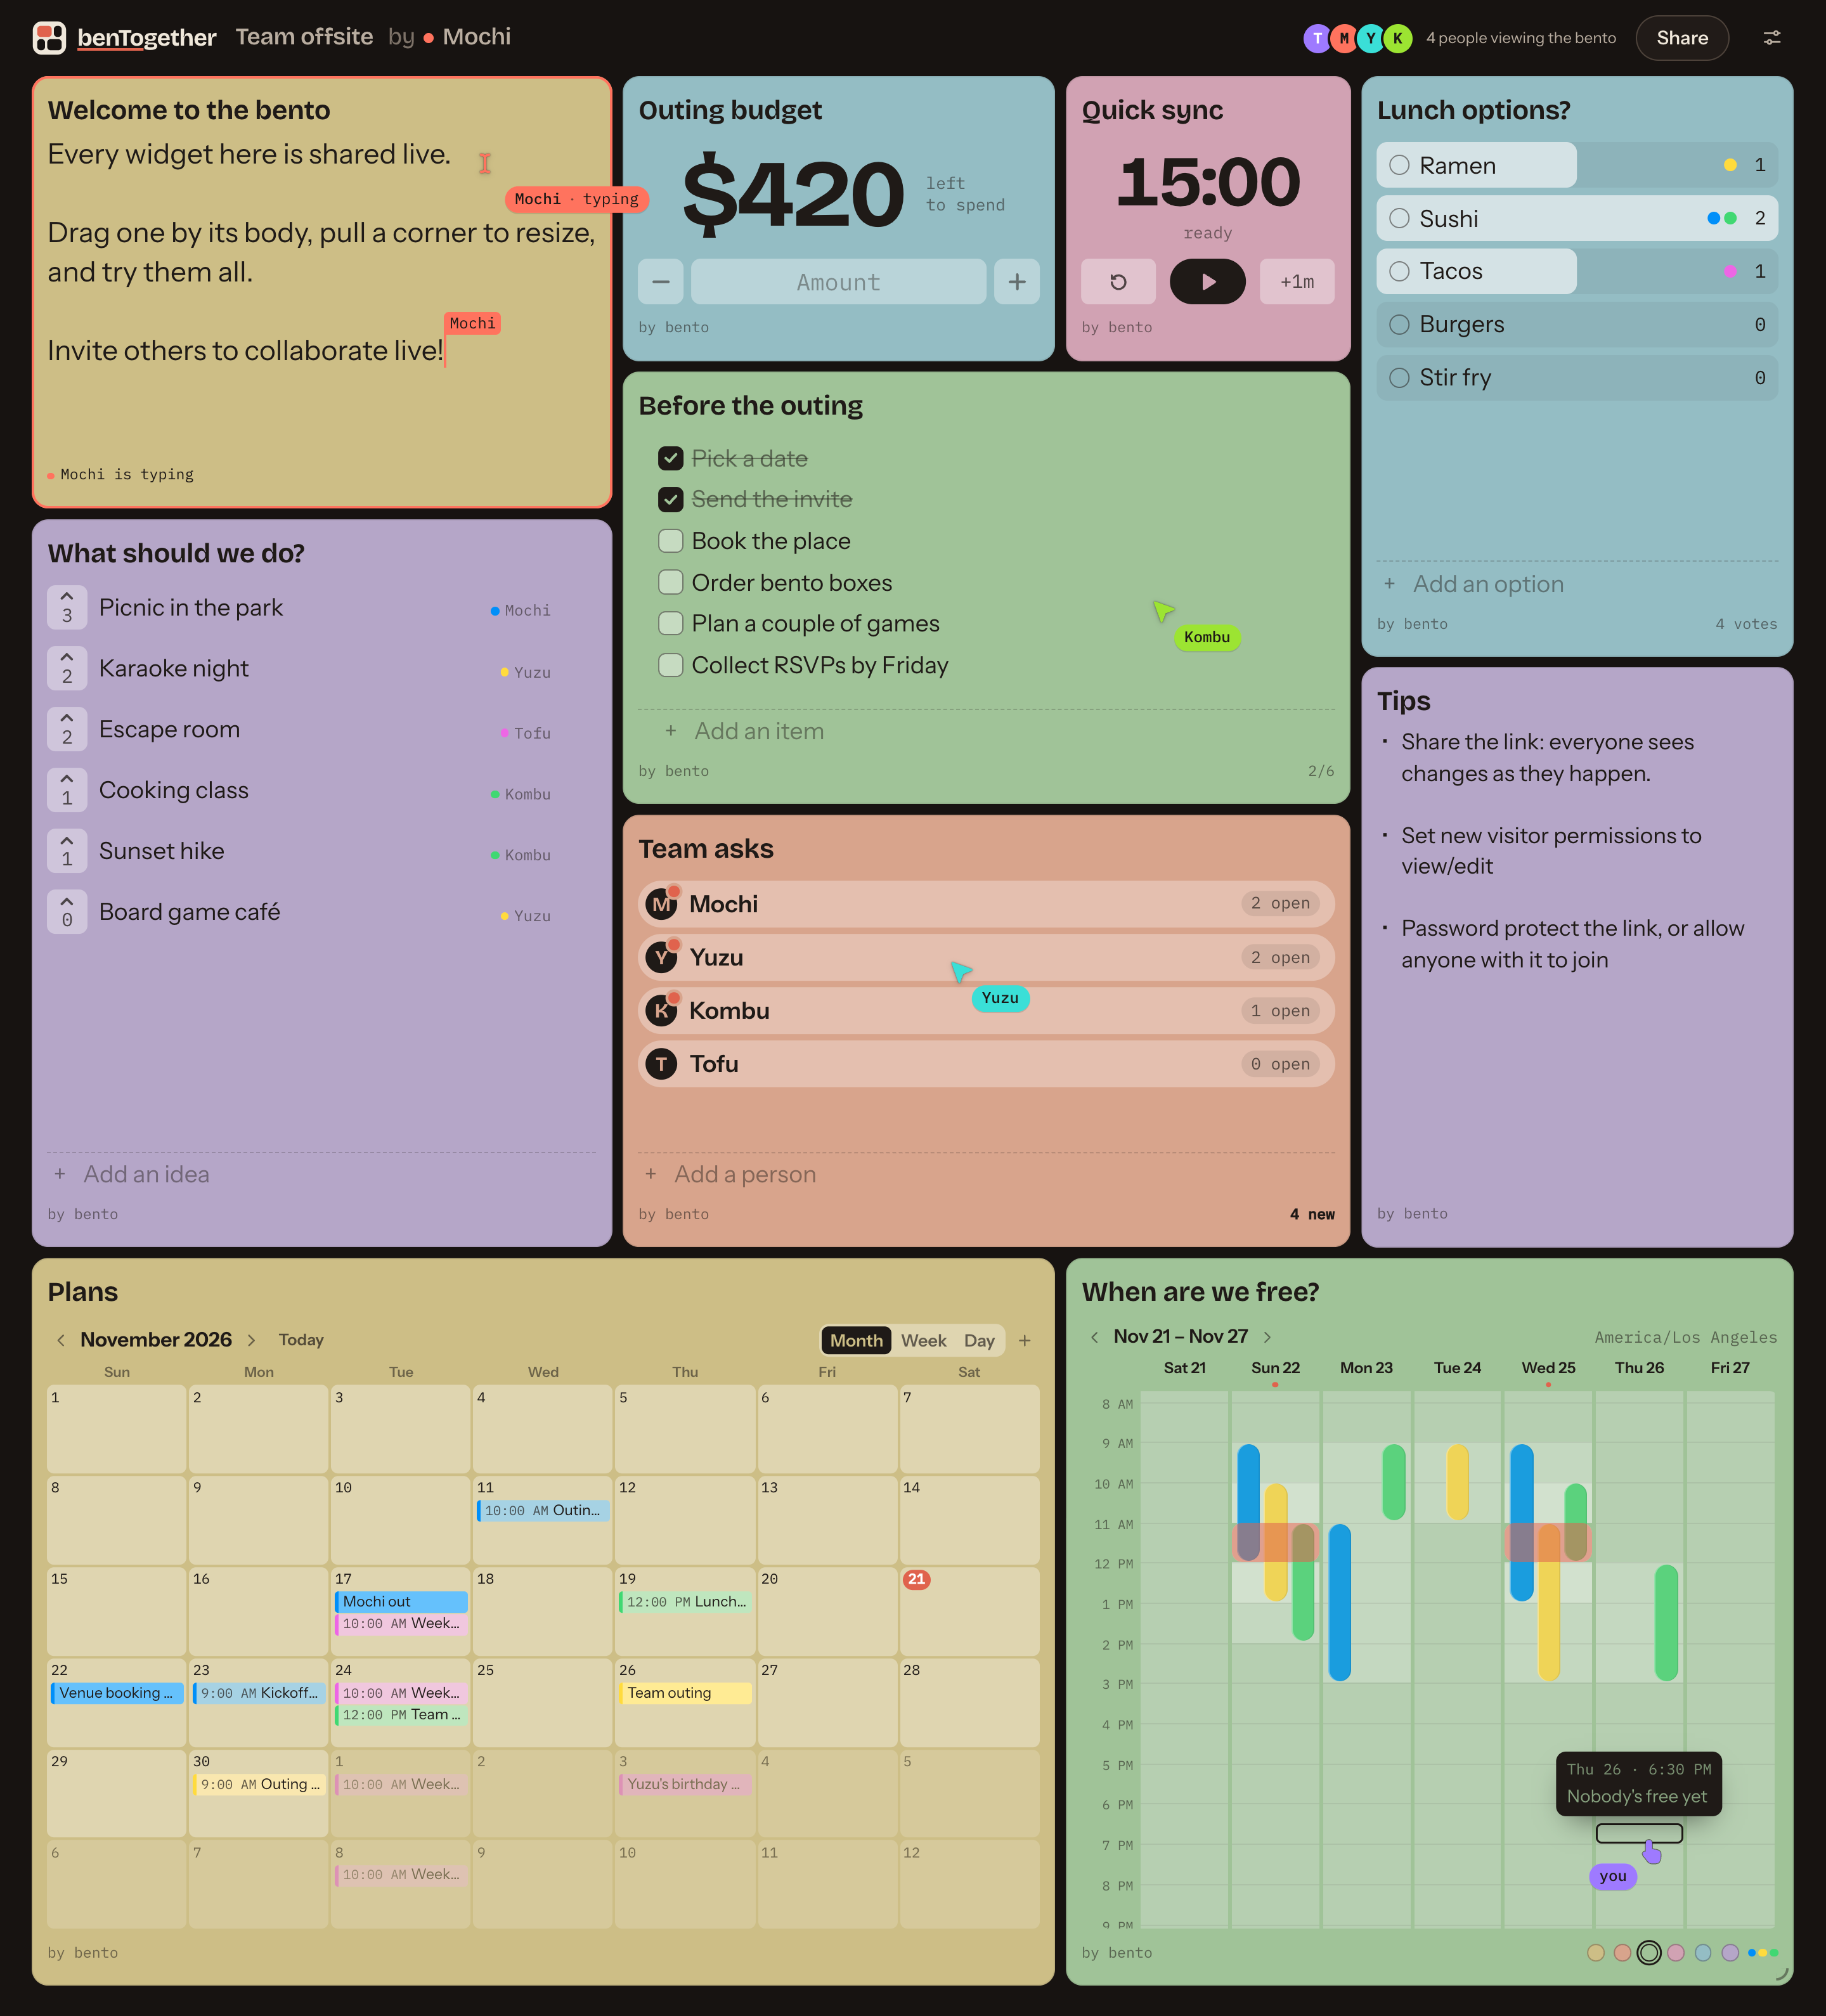 benTogether Team offsite by Mochi
T M Y K 4 people viewing the bento Share
Welcome to the bento
Every widget here is shared live.
Mochi · typing
Drag one by its body, pull a corner to resize,
and try them all.
Mochi
Invite others to collaborate live!
Mochi is typing
Outing budget
$420
left
to spend
Amount
by bento
Quick sync
15:00
ready
+1m
by bento
Lunch options?
Ramen 1
Sushi 2
Tacos 1
Burgers 0
Stir fry 0
+ Add an option
by bento 4 votes
What should we do?
3 Picnic in the park Mochi
2 Karaoke night Yuzu
2 Escape room Tofu
1 Cooking class Kombu
1 Sunset hike Kombu
0 Board game café Yuzu
+ Add an idea
by bento
Before the outing
Pick a date
Send the invite
Book the place
Order bento boxes
Plan a couple of games
Kombu
Collect RSVPs by Friday
+ Add an item
by bento 2/6
Team asks
M Mochi 2 open
Y Yuzu 2 open
Yuzu
K Kombu 1 open
T Tofu 0 open
+ Add a person
by bento 4 new
Tips
· Share the link: everyone sees
changes as they happen.
· Set new visitor permissions to
view/edit
· Password protect the link, or allow
anyone with it to join
by bento
Plans
November 2026 Today Month Week Day +
Sun Mon Tue Wed Thu Fri Sat
1 2 3 4 5 6 7
8 9 10 11 12 13 14
10:00 AM Outin...
15 16 17 18 19 20 21
Mochi out 12:00 PM Lunch...
10:00 AM Week...
22 23 24 25 26 27 28
Venue booking ... 9:00 AM Kickoff... 10:00 AM Week... Team outing
12:00 PM Team ...
29 30 1 2 3 4 5
9:00 AM Outing ... 10:00 AM Week... Yuzu's birthday ...
6 7 8 9 10 11 12
10:00 AM Week...
by bento
When are we free?
Nov 21 – Nov 27 America/Los Angeles
Sat 21 Sun 22 Mon 23 Tue 24 Wed 25 Thu 26 Fri 27
8 AM
9 AM
10 AM
11 AM
12 PM
1 PM
2 PM
3 PM
4 PM
5 PM
6 PM
7 PM
8 PM
9 PM
Thu 26 · 6:30 PM
Nobody's free yet
you
by bento